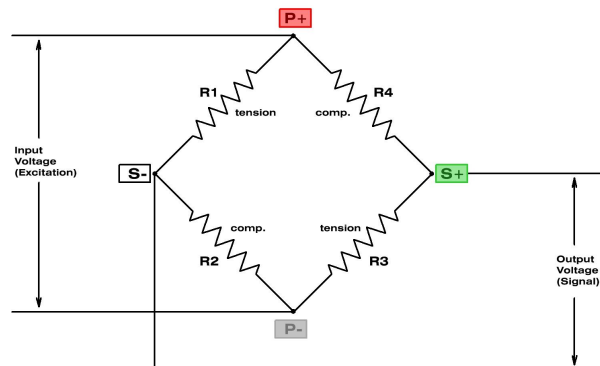 P+
R1
R4
tension
comp.
Input
Voltage
(Excitation)
S-
S+
comp.
tension
R2
R3
Output
Voltage
(Signal)
P-